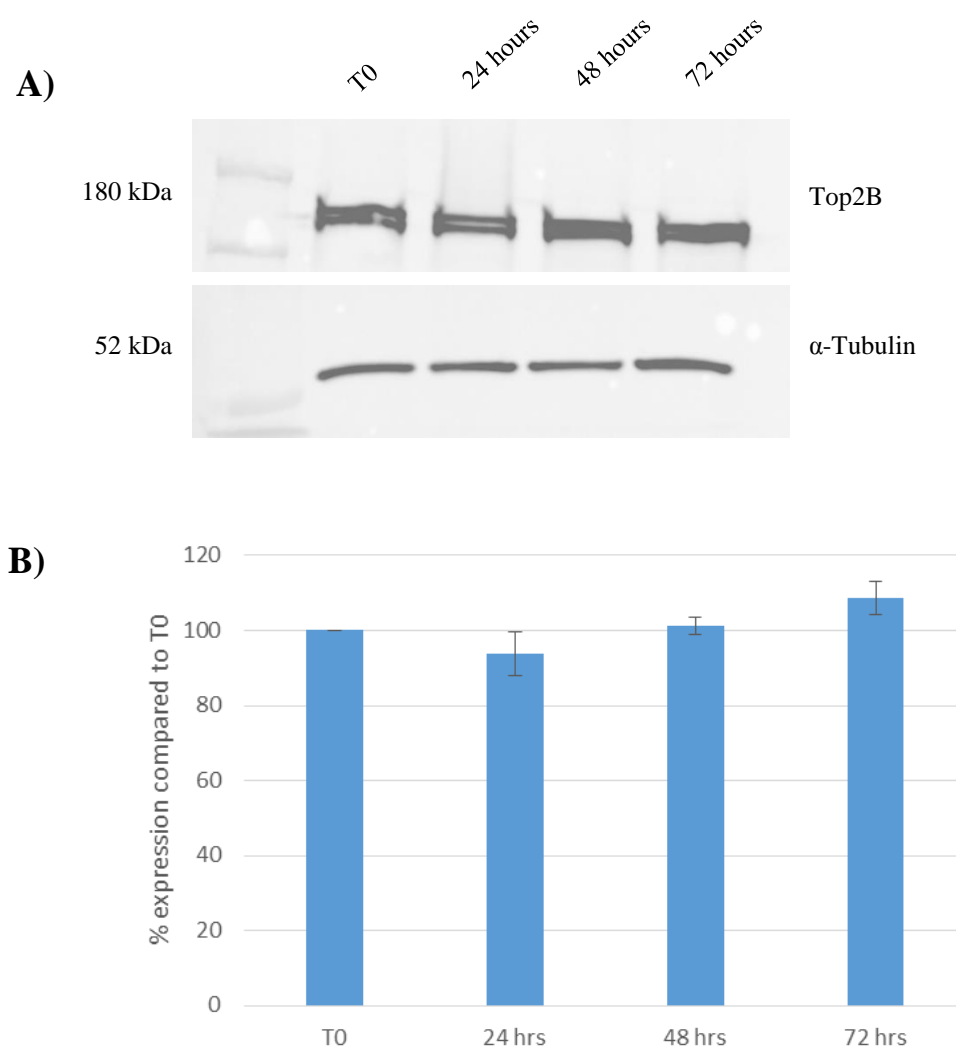 A)
T0
24 hours
48 hours
72 hours
180 kDa
Top2B
52 kDa
α-Tubulin
B)
% expression compared to T0
120
100
80
60
40
20
0
T0
24 hrs
48 hrs
72 hrs